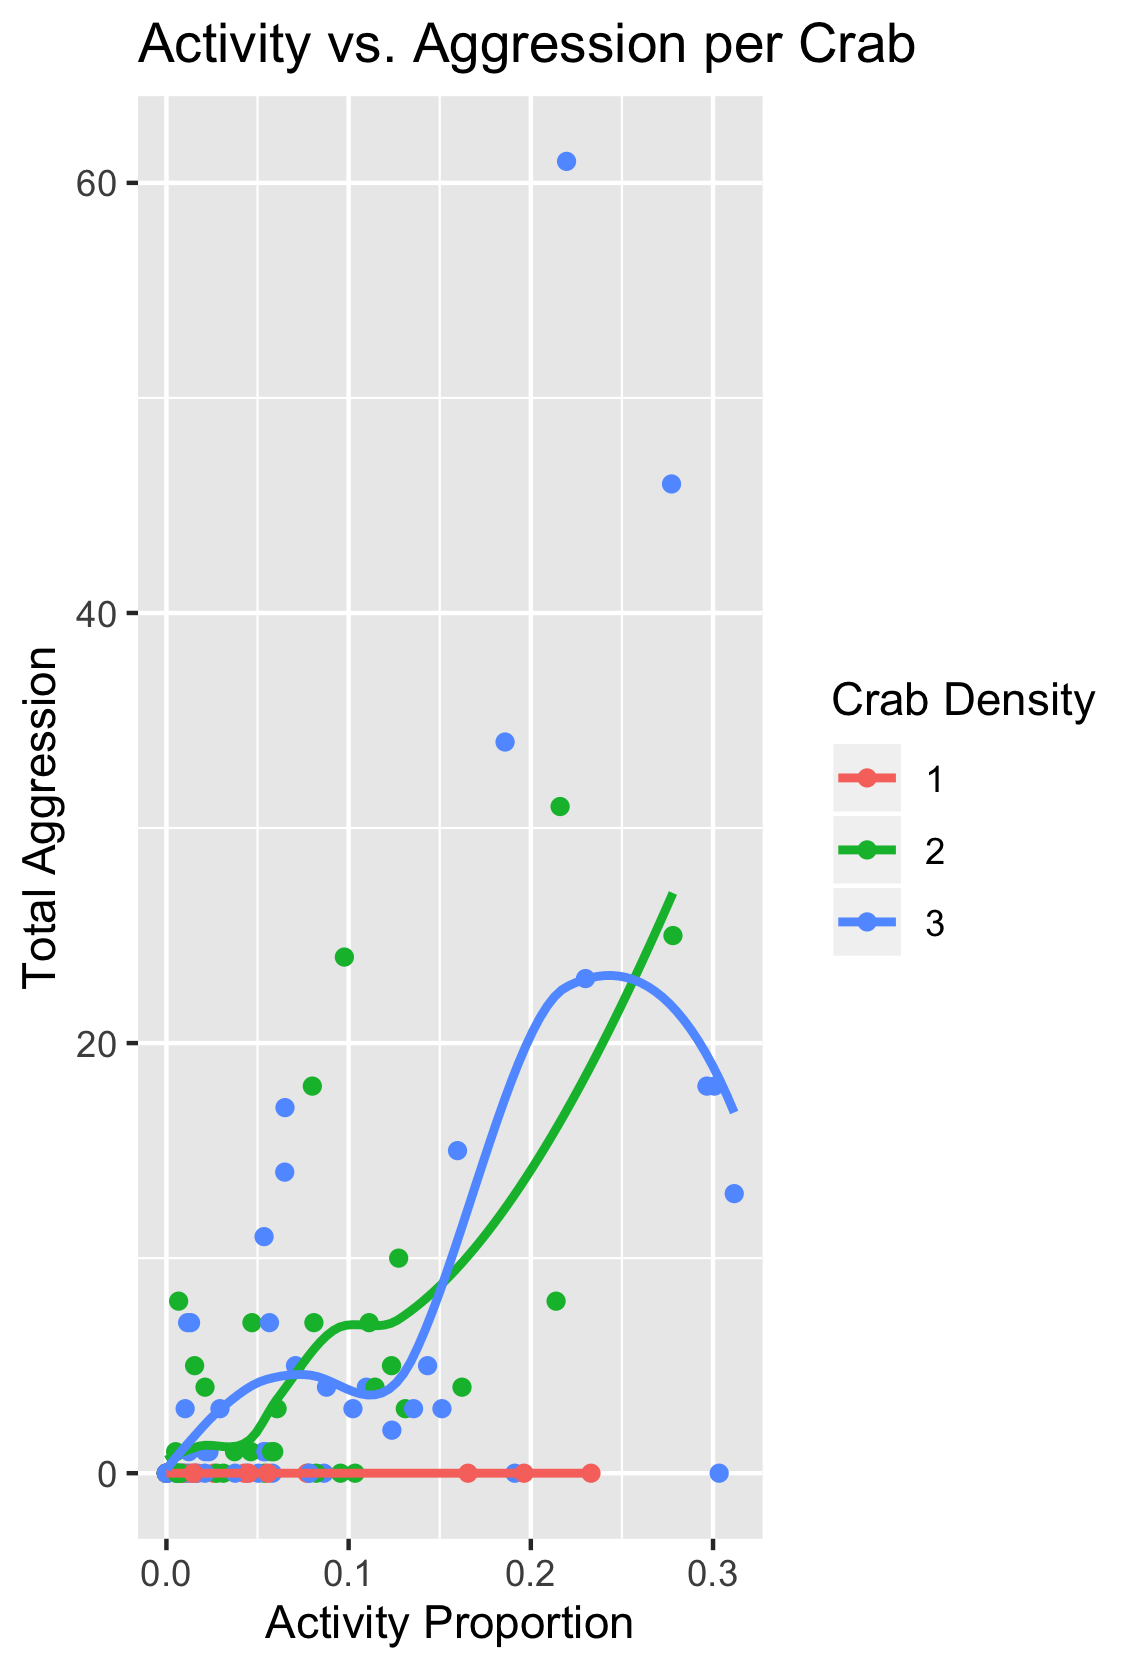 Activity vs. Aggression per Crab
60
40
20
0
Total Aggression
0.0 0.1 0.2 0.3
Activity Proportion
Crab Density
1
2
3